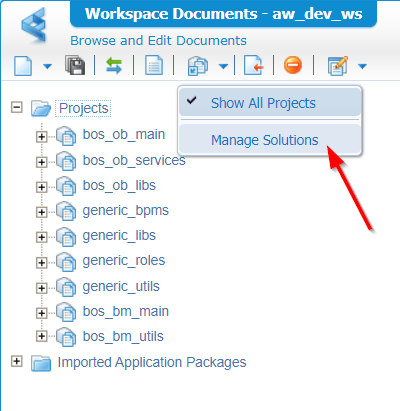 Workspace Documents - aw_dev_ws
Browse and Edit Documents
Show All Projects
Manage Solutions
Projects
bos_ob_main
bos_ob_services
bos_ob_libs
generic_bpms
generic_libs
generic_roles
generic_utils
bos_bm_main
bos_bm_utils
Imported Application Packages